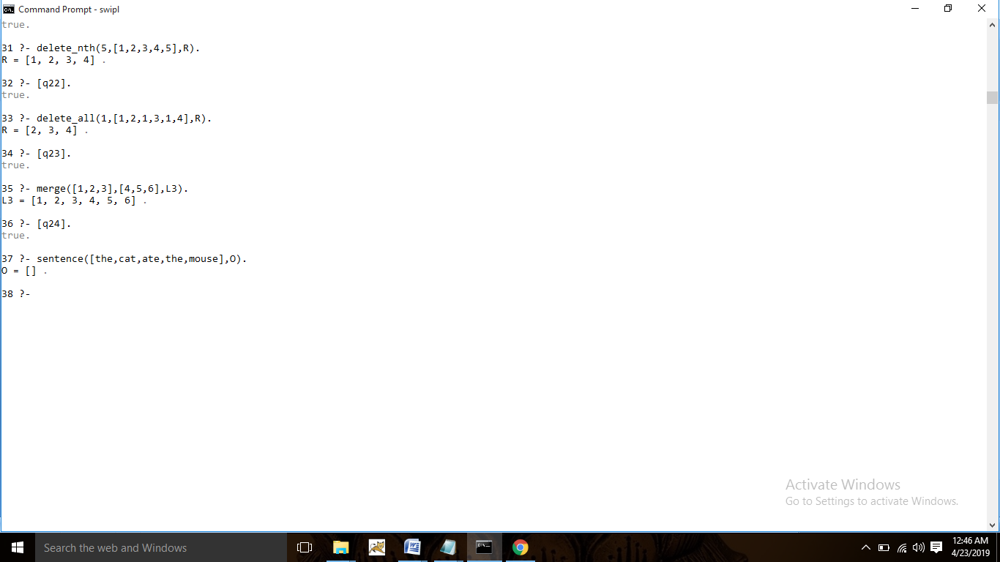 Command Prompt - swipl
true.
31 ?- delete_nth(5,[1,2,3,4,5],R).
R = [1, 2, 3, 4] .
32 ?- [q22].
true.
33 ?- delete_all(1,[1,2,1,3,1,4],R).
R = [2, 3, 4] .
34 ?- [q23].
true.
35 ?- merge([1,2,3],[4,5,6],L3).
L3 = [1, 2, 3, 4, 5, 6] .
36 ?- [q24].
true.
37 ?- sentence([the,cat,ate,the,mouse],O).
O = [] .
38 ?-
Activate Windows
Go to Settings to activate Windows.
Search the web and Windows
12:46 AM
4/23/2019